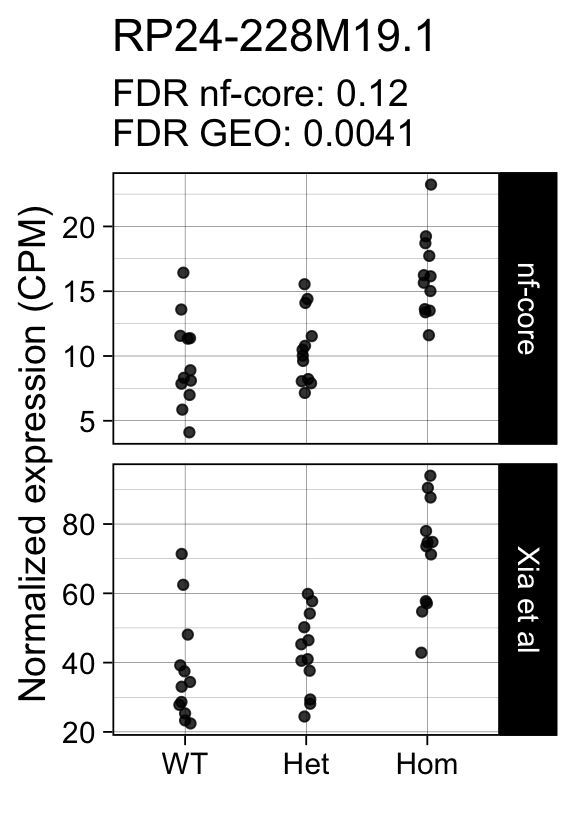 RP24-228M19.1
FDR nf-core: 0.12
FDR GEO: 0.0041
Normalized expression (CPM)
20
15
10
5
nf-core
80
60
40
20
Xia et al
WT
Het
Hom